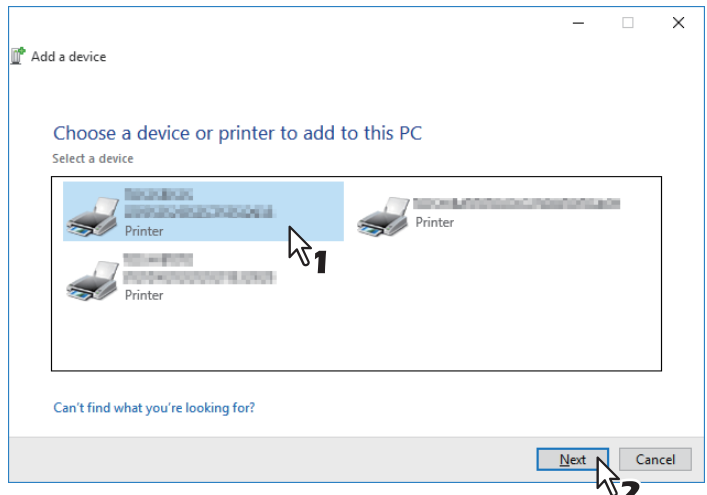 Add a device
Choose a device or printer to add to this PC
Select a device
Printer
Printer
Printer
1
Can't find what you're looking for?
Next
Cancel
2